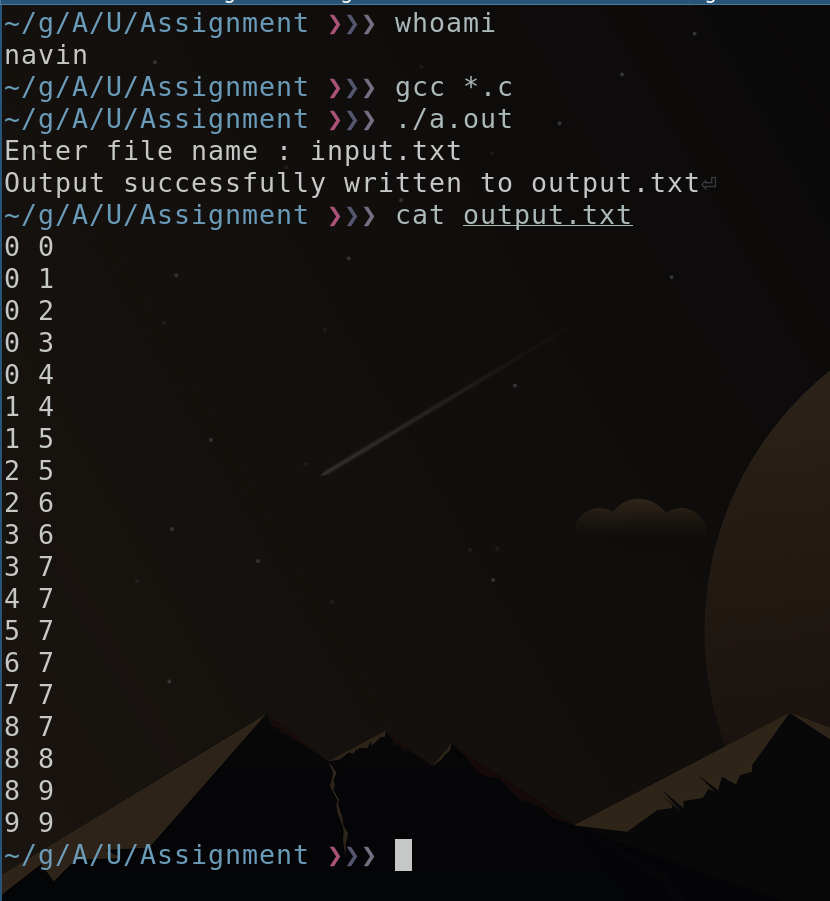 ~/g/A/U/Assignment ❯❯❯ whoami
navin
~/g/A/U/Assignment ❯❯❯ gcc *.c
~/g/A/U/Assignment ❯❯❯ ./a.out
Enter file name : input.txt
Output successfully written to output.txt⏎
~/g/A/U/Assignment ❯❯❯ cat output.txt
0 0
0 1
0 2
0 3
0 4
1 4
1 5
2 5
2 6
3 6
3 7
4 7
5 7
6 7
7 7
8 7
8 8
8 9
9 9
~/g/A/U/Assignment ❯❯❯